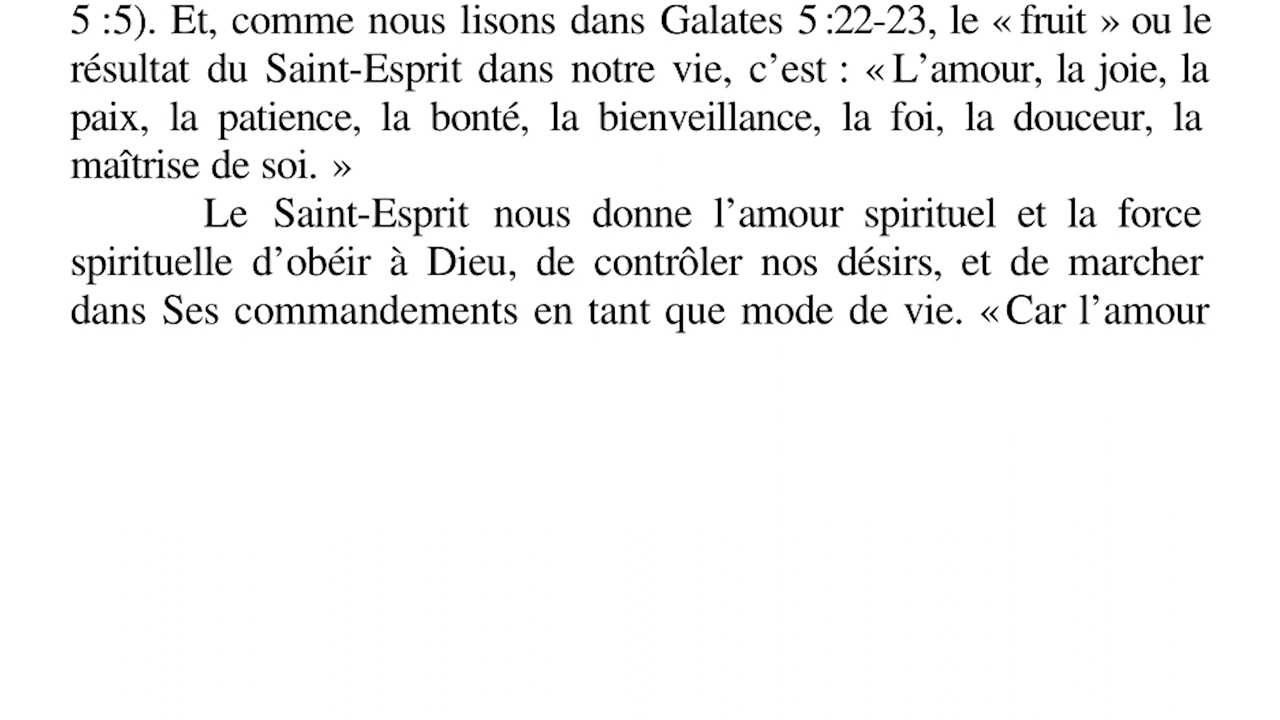 5 :5). Et, comme nous lisons dans Galates 5 :22-23, le « fruit » ou le
résultat du Saint-Esprit dans notre vie, c’est : « L’amour, la joie, la
paix, la patience, la bonté, la bienveillance, la foi, la douceur, la
maîtrise de soi. »
Le Saint-Esprit nous donne l’amour spirituel et la force
spirituelle d’obéir à Dieu, de contrôler nos désirs, et de marcher
dans Ses commandements en tant que mode de vie. « Car l’amour